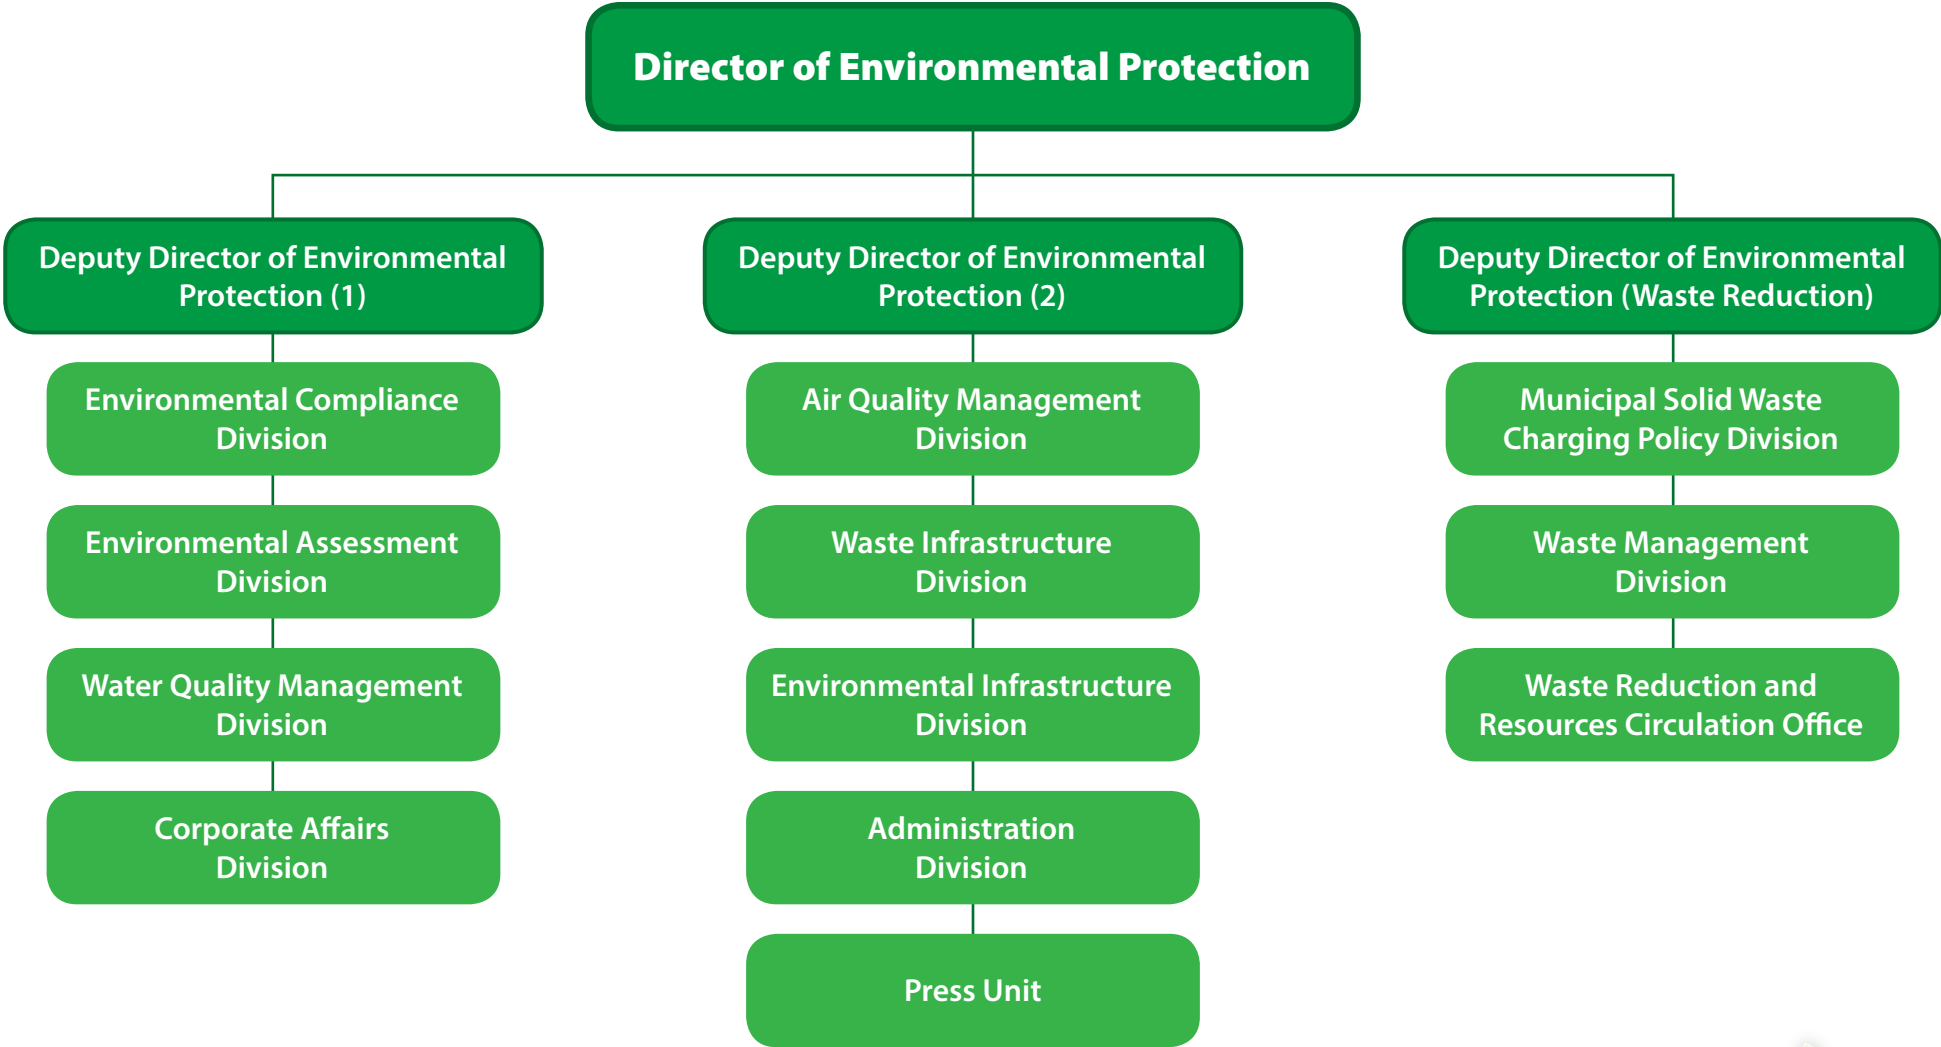 Director of Environmental Protection
Deputy Director of Environmental
Protection (1)
Environmental Compliance
Division
Environmental Assessment
Division
Water Quality Management
Division
Corporate Affairs
Division
Deputy Director of Environmental
Protection (2)
Air Quality Management
Division
Waste Infrastructure
Division
Environmental Infrastructure
Division
Administration
Division
Press Unit
Deputy Director of Environmental
Protection (Waste Reduction)
Municipal Solid Waste
Charging Policy Division
Waste Management
Division
Waste Reduction and
Resources Circulation Office